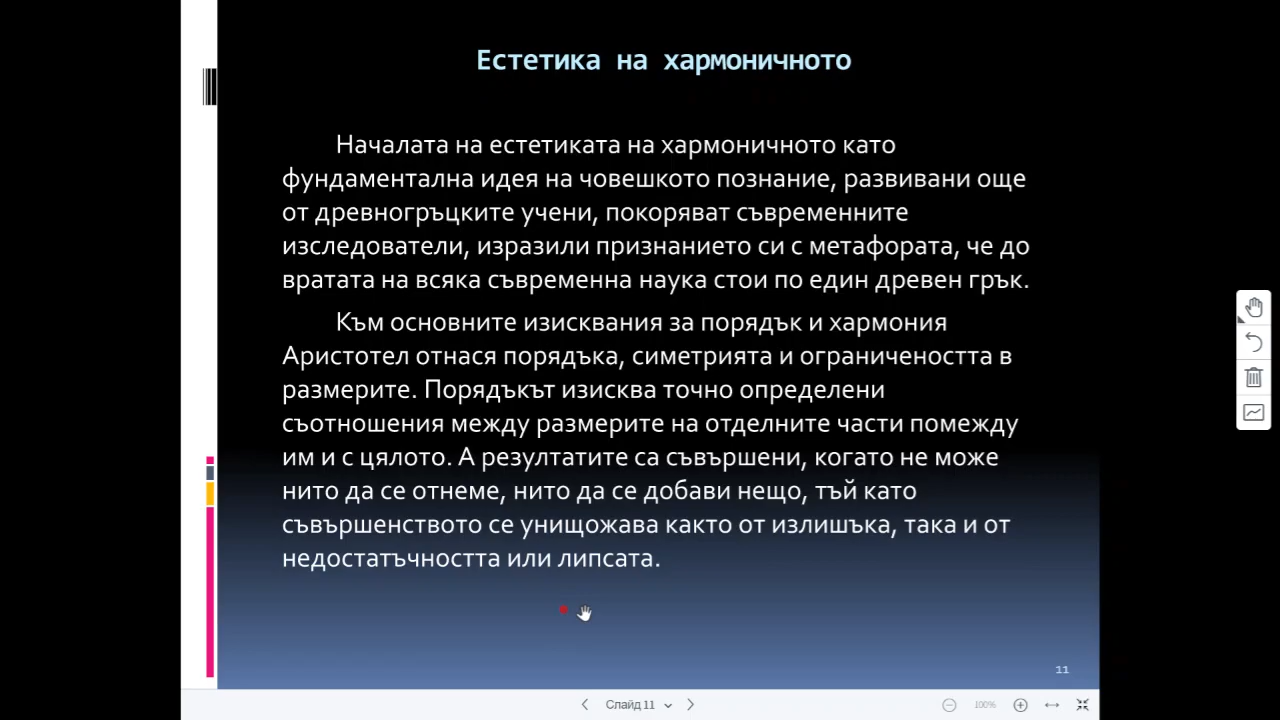 Естетика на хармоничното
Началата на естетиката на хармоничното като
фундаментална идея на човешкото познание, развивани още
от древногръцките учени, покоряват съвременните
изследователи, изразили признанието си с метафората, че до
вратата на всяка съвременна наука стои по един древен грък.
Към основните изисквания за порядък и хармония
Аристотел отнася порядъка, симетрията и ограничеността в
размерите. Порядъкът изисква точно определени
съотношения между размерите на отделните части помежду
им и с цялото. А резултатите са съвършени, когато не може
нито да се отнеме, нито да се добави нещо, тъй като
съвършенството се унищожава както от излишъка, така и от
недостатъчността или липсата.
11
Слайд 11
100%